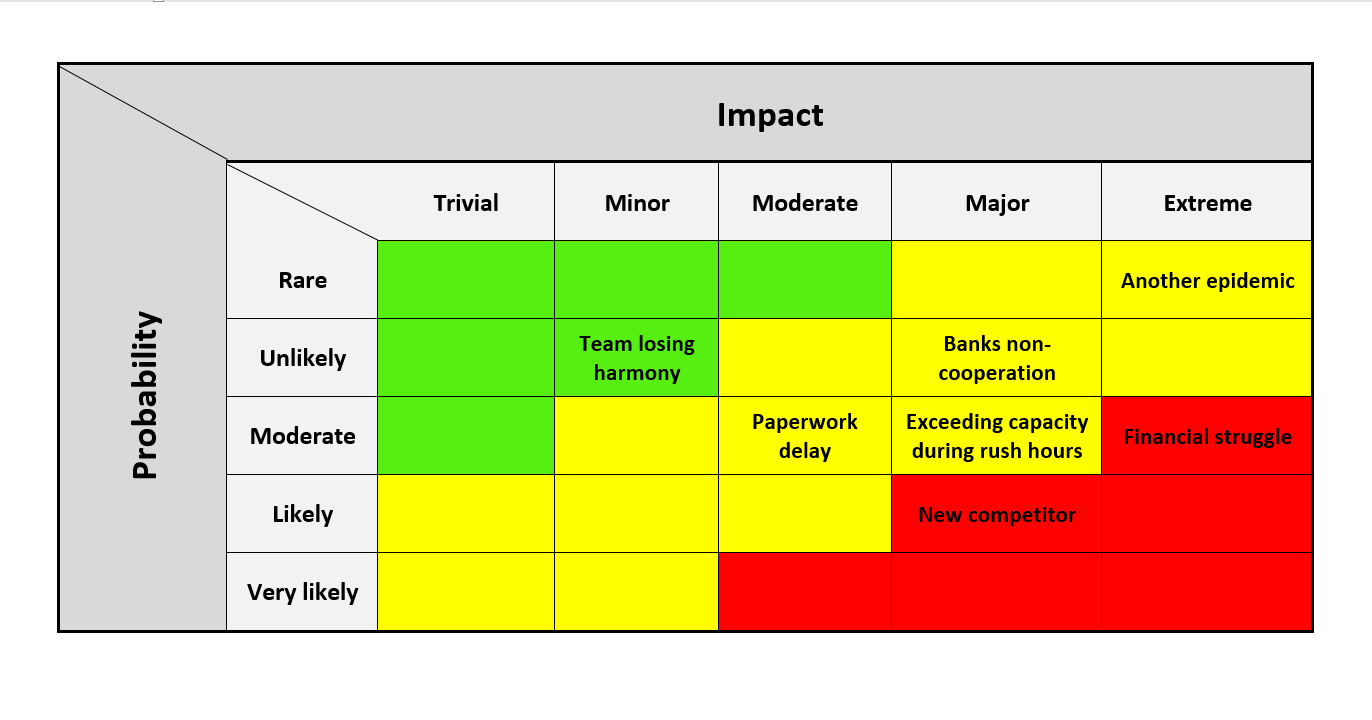 Impact
Probability
Trivial
Minor
Moderate
Major
Extreme
Rare
Another epidemic
Unlikely
Team losing
harmony
Banks non-
cooperation
Moderate
Paperwork
delay
Exceeding capacity
during rush hours
Financial struggle
Likely
New competitor
Very likely